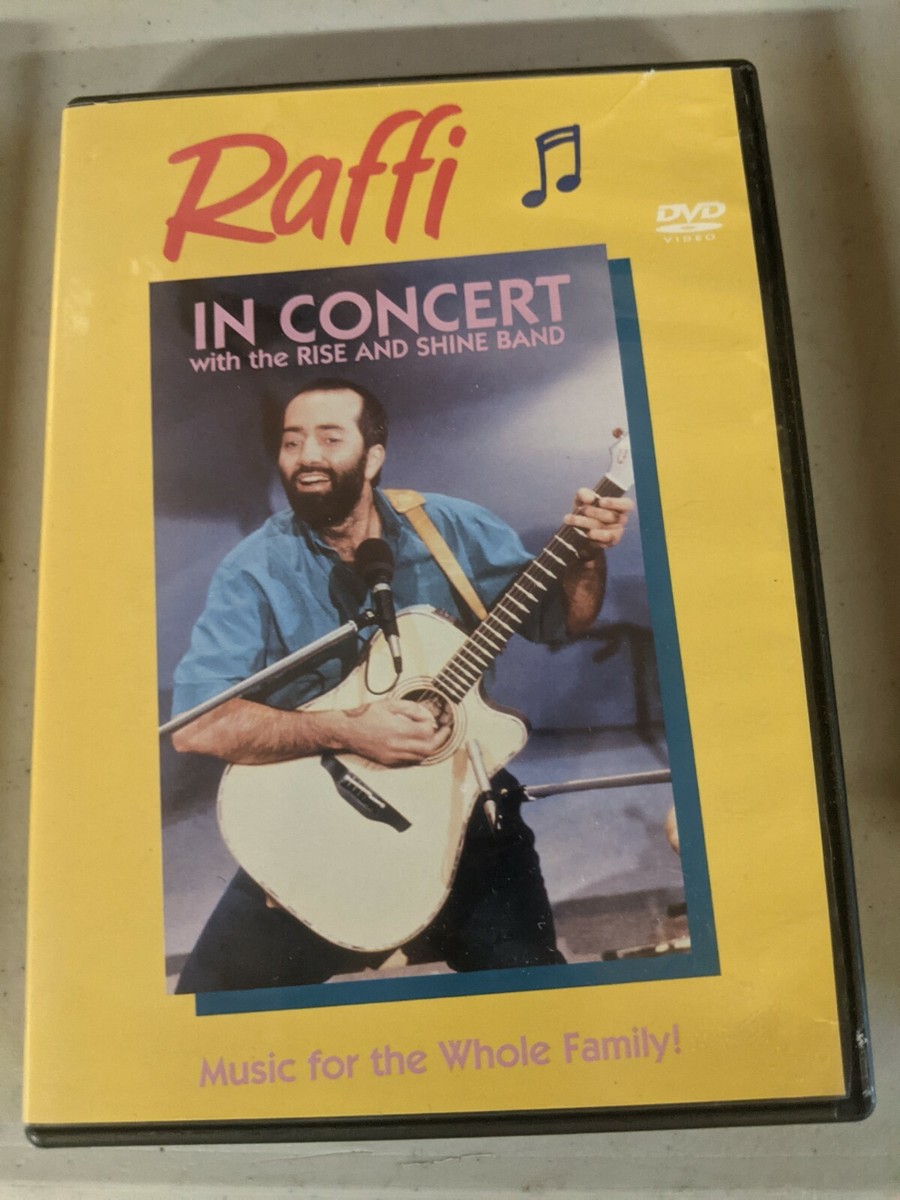 Raffi
DVD
VIDEO
IN CONCERT
with the RISE AND SHINE BAND
Music for the Whole Family!